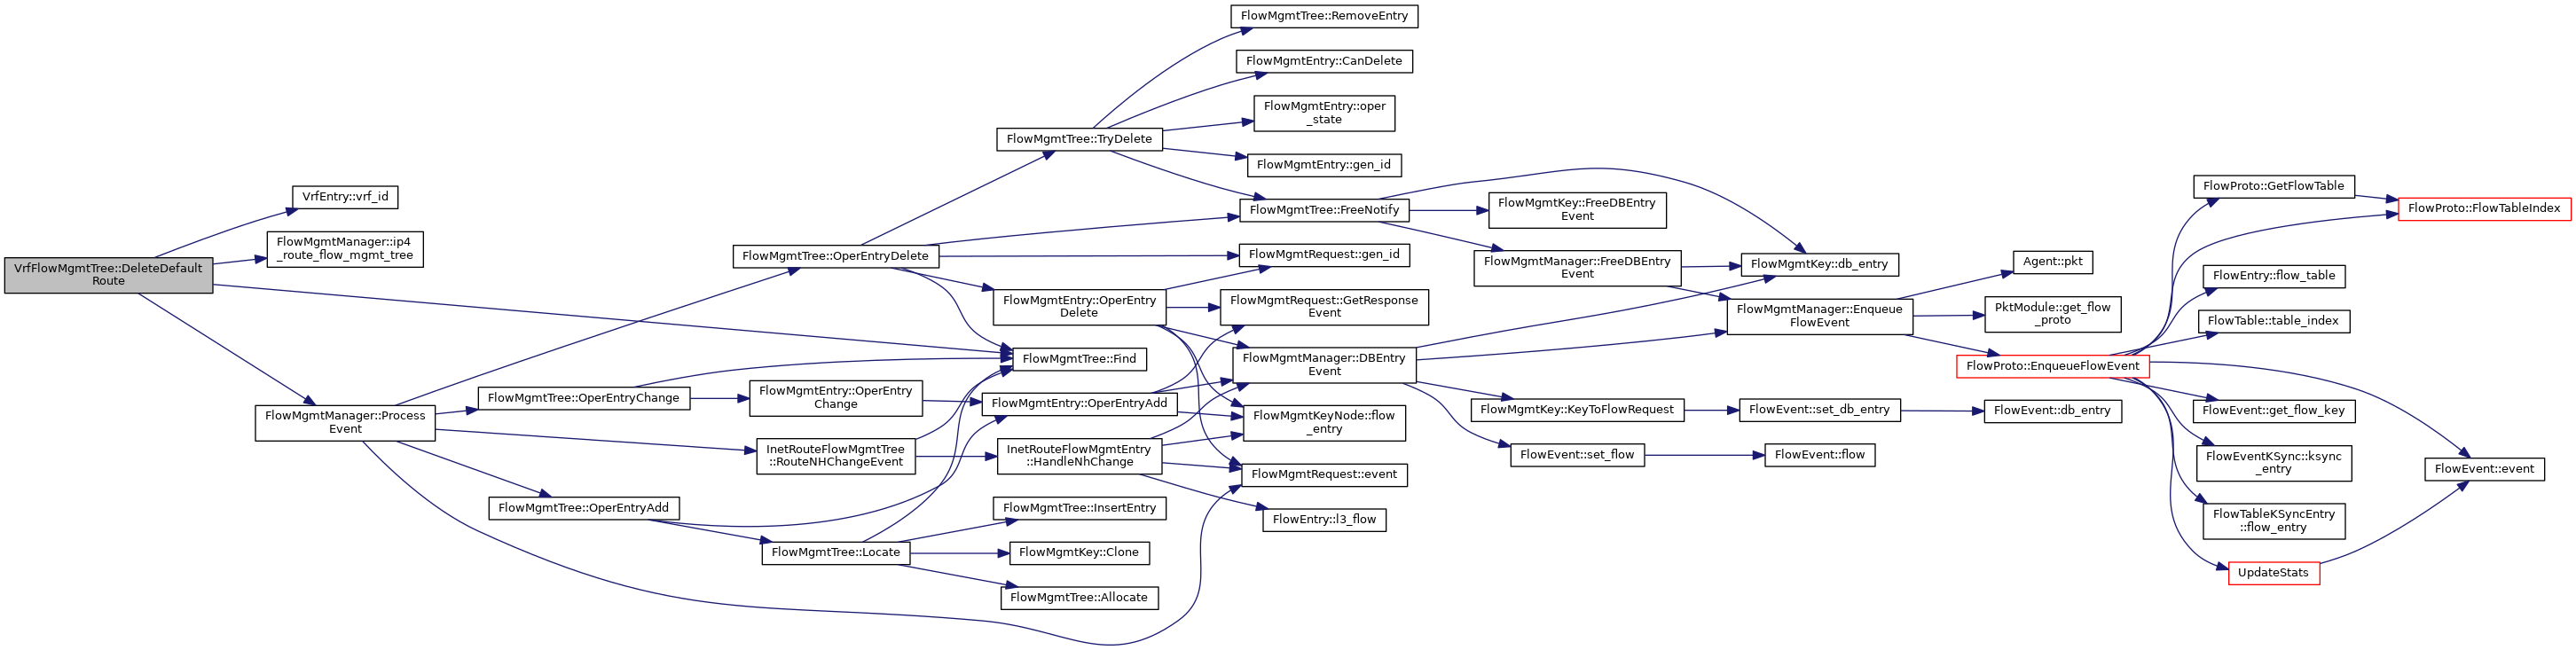 VrfFlowMgmtTree::DeleteDefault
Route
VrfEntry::vrf_id
FlowMgmtManager::ip4
_route_flow_mgmt_tree
FlowMgmtManager::Process
Event
FlowMgmtTree::OperEntryDelete
FlowMgmtTree::OperEntryChange
FlowMgmtEntry::OperEntry
Change
InetRouteFlowMgmtTree
::RouteNHChangeEvent
FlowMgmtTree::OperEntryAdd
FlowMgmtTree::Locate
FlowMgmtTree::TryDelete
FlowMgmtEntry::OperEntry
Delete
FlowMgmtTree::Find
FlowMgmtEntry::OperEntryAdd
InetRouteFlowMgmtEntry
::HandleNhChange
FlowMgmtTree::InsertEntry
FlowMgmtKey::Clone
FlowMgmtTree::Allocate
FlowMgmtTree::RemoveEntry
FlowMgmtEntry::CanDelete
FlowMgmtEntry::oper
_state
FlowMgmtEntry::gen_id
FlowMgmtTree::FreeNotify
FlowMgmtRequest::gen_id
FlowMgmtRequest::GetResponse
Event
FlowMgmtManager::DBEntry
Event
FlowMgmtKeyNode::flow
_entry
FlowMgmtRequest::event
FlowEntry::l3_flow
FlowMgmtKey::FreeDBEntry
Event
FlowMgmtManager::FreeDBEntry
Event
FlowMgmtKey::KeyToFlowRequest
FlowEvent::set_flow
FlowMgmtKey::db_entry
FlowMgmtManager::Enqueue
FlowEvent
FlowEvent::set_db_entry
FlowEvent::flow
Agent::pkt
PktModule::get_flow
_proto
FlowProto::EnqueueFlowEvent
FlowEvent::db_entry
FlowProto::GetFlowTable
FlowEntry::flow_table
FlowTable::table_index
FlowEvent::get_flow_key
FlowEventKSync::ksync
_entry
FlowTableKSyncEntry
::flow_entry
UpdateStats
FlowProto::FlowTableIndex
FlowEvent::event